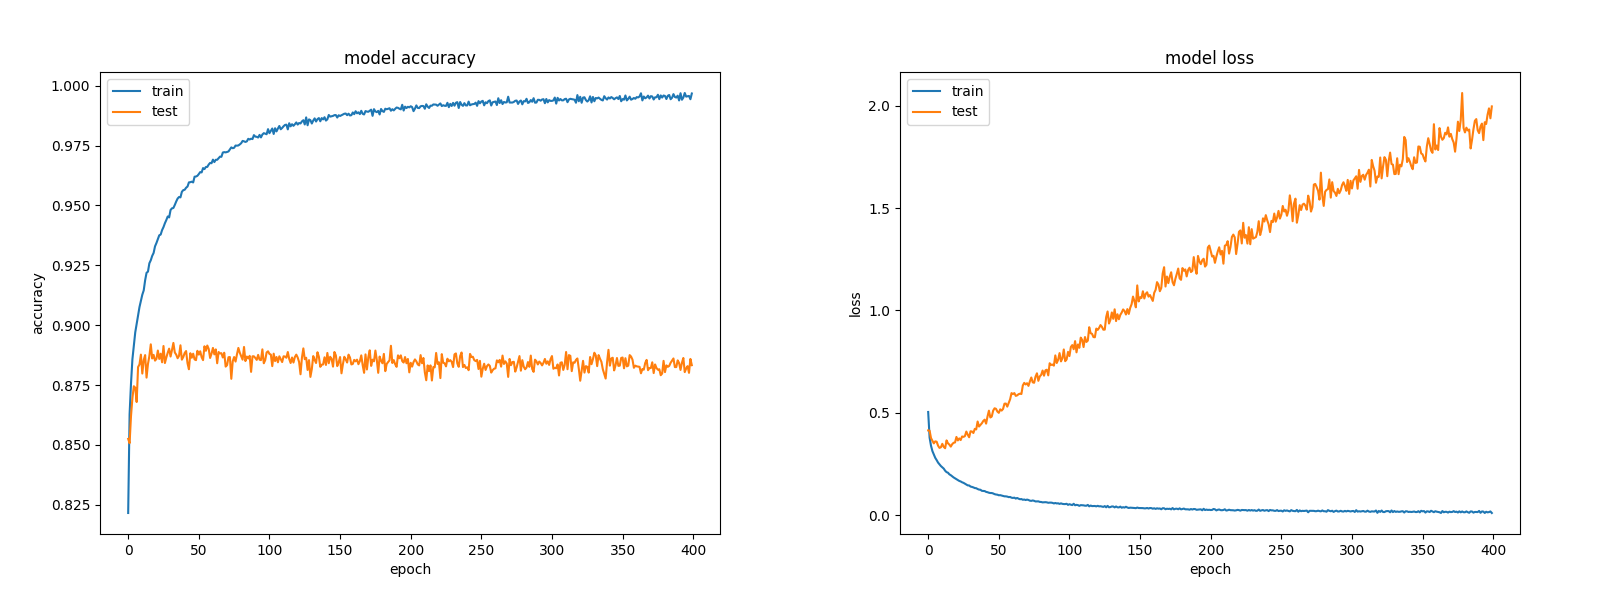 model accuracy
train
test
1.000
0.975
0.950
0.925
0.900
0.875
0.850
0.825
accuracy
0 50 100 150 200 250 300 350 400
epoch
model loss
train
test
2.0
1.5
1.0
0.5
0.0
loss
0 50 100 150 200 250 300 350 400
epoch